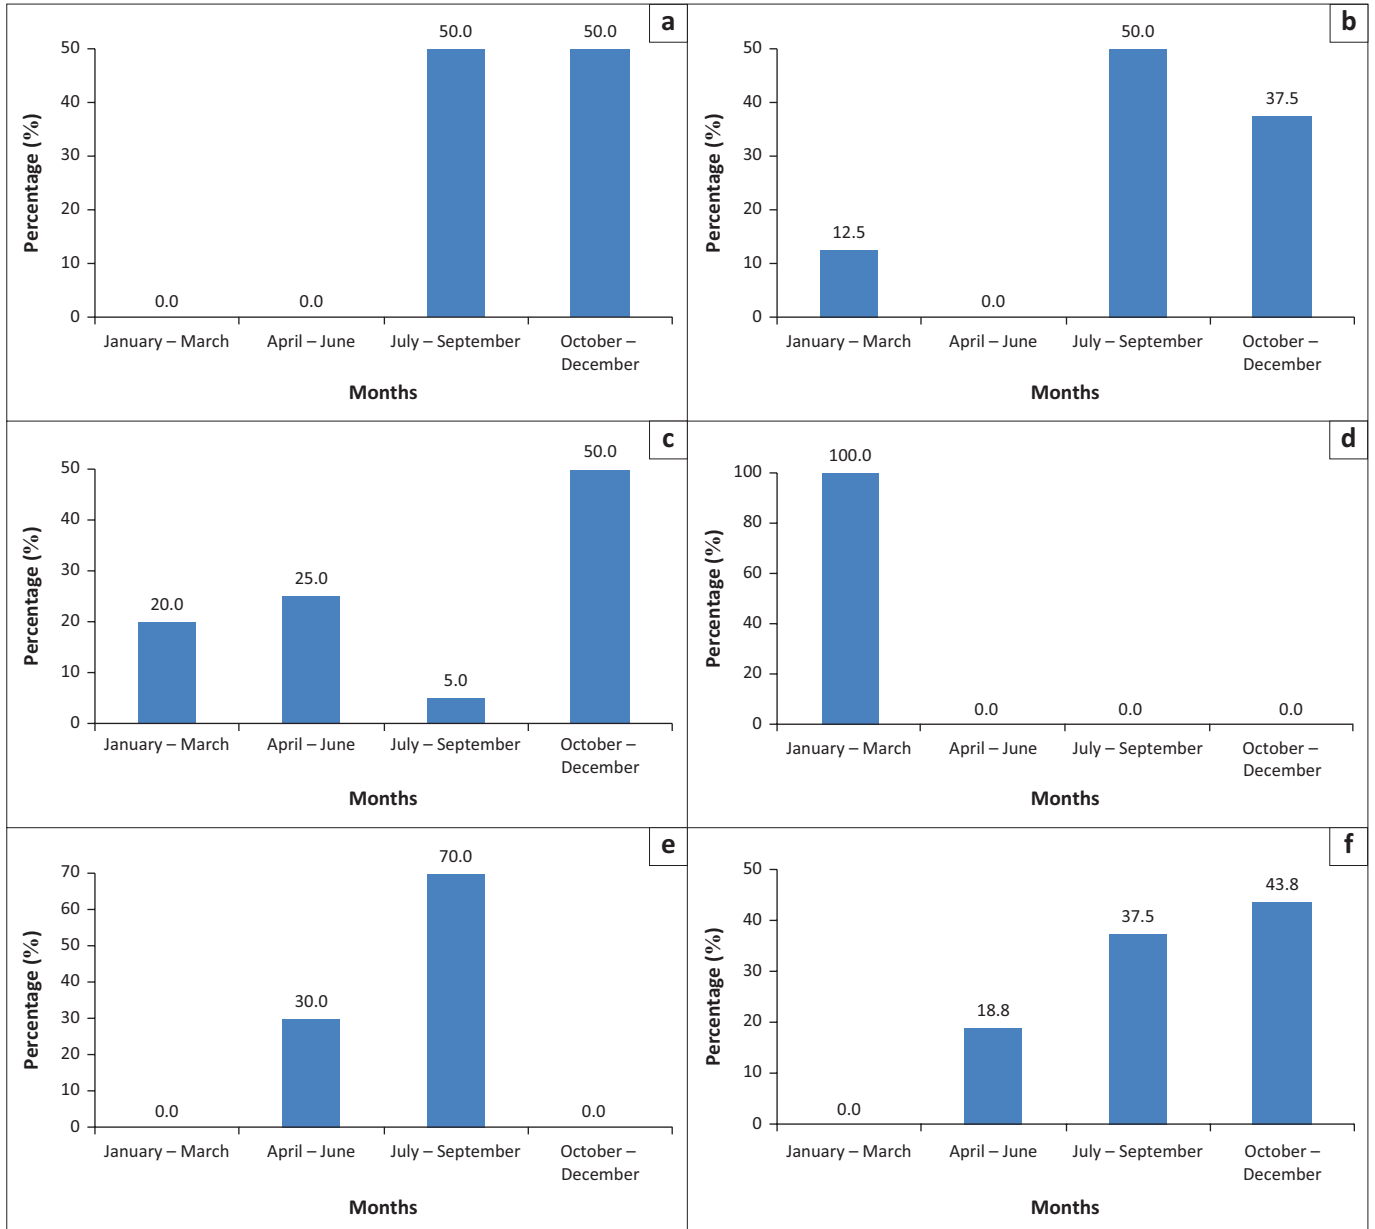 a
50.0 50.0
50
40
30
20
10
0
0.0 0.0
Percentage (%)
January – March April – June July – September October –
December
Months
b
50.0
37.5
12.5
0.0
50
40
30
20
10
0
Percentage (%)
January – March April – June July – September October –
December
Months
c
50.0
25.0
20.0
5.0
50
40
30
20
10
0
Percentage (%)
January – March April – June July – September October –
December
Months
d
100.0
0.0 0.0 0.0
100
80
60
40
20
0
Percentage (%)
January – March April – June July – September October –
December
Months
e
70.0
30.0
0.0 0.0
70
60
50
40
30
20
10
0
Percentage (%)
January – March April – June July – September October –
December
Months
f
43.8
37.5
18.8
0.0
50
40
30
20
10
0
Percentage (%)
January – March April – June July – September October –
December
Months